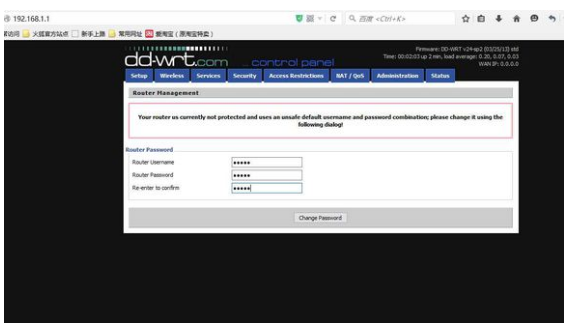 192.168.1.1
百度 <Ctrl+K>
火狐官方站点 新手上路 常用网址 爱淘宝（原淘宝特卖）
dd-wrt.com ... control panel
Firmware: DD-WRT v24-sp2 (03/25/13) std
Time: 00:02:03 up 2 min, load average: 0.20, 0.07, 0.03
WAN IP: 0.0.0.0
Setup Wireless Services Security Access Restrictions NAT / QoS Administration Status
Router Management
Your router us currently not protected and uses an unsafe default username and password combination; please change it using the
following dialog!
Router Password
Router Username •••••
Router Password •••••
Re-enter to confirm •••••
Change Password